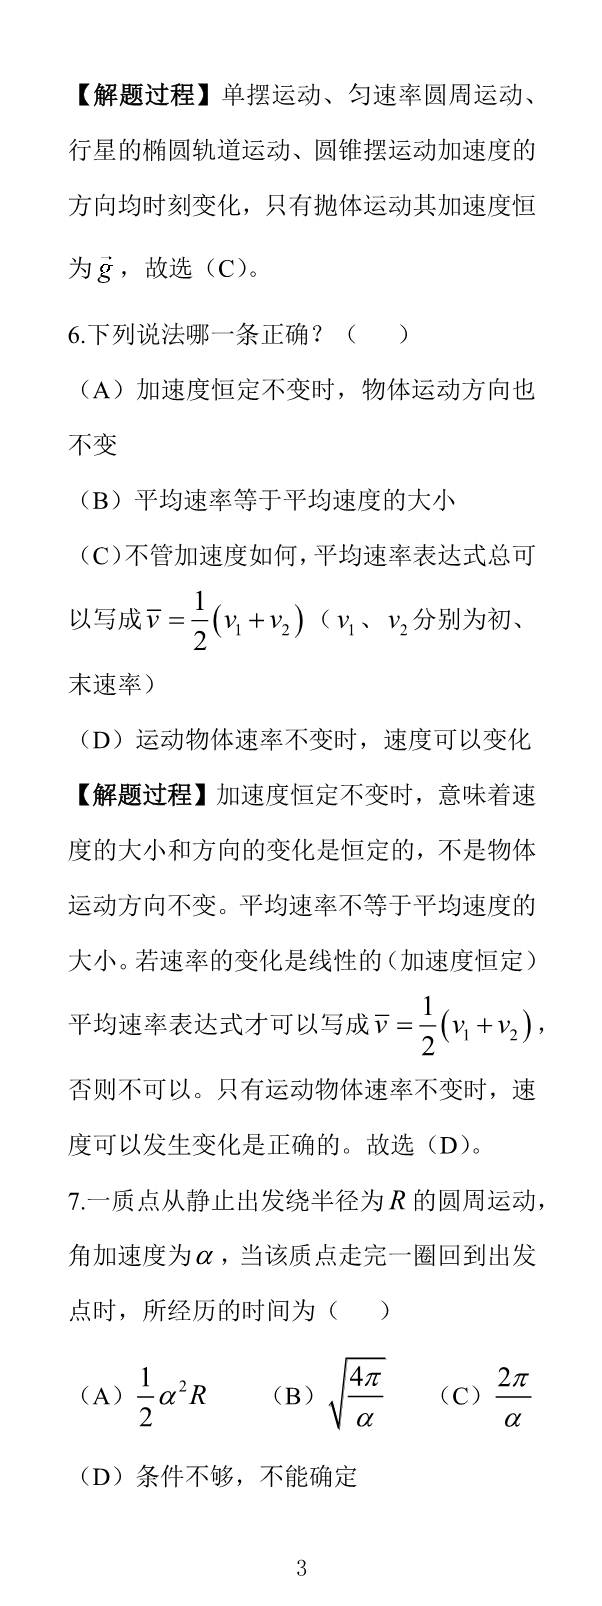 【解题过程】单摆运动、匀速率圆周运动、
行星的椭圆轨道运动、圆锥摆运动加速度的
方向均时刻变化，只有抛体运动其加速度恒
为 $\vec{g}$ ，故选（C）。
6.下列说法哪一条正确？（　　）
（A）加速度恒定不变时，物体运动方向也
不变
（B）平均速率等于平均速度的大小
（C）不管加速度如何，平均速率表达式总可
以写成 $\overline{v}=\frac{1}{2}(v_1+v_2)$（ $v_1$ 、 $v_2$ 分别为初、
末速率）
（D）运动物体速率不变时，速度可以变化
【解题过程】加速度恒定不变时，意味着速
度的大小和方向的变化是恒定的，不是物体
运动方向不变。平均速率不等于平均速度的
大小。若速率的变化是线性的（加速度恒定）
平均速率表达式才可以写成 $\overline{v}=\frac{1}{2}(v_1+v_2)$，
否则不可以。只有运动物体速率不变时，速
度可以发生变化是正确的。故选（D）。
7.一质点从静止出发绕半径为 $R$ 的圆周运动，
角加速度为 $\alpha$ ，当该质点走完一圈回到出发
点时，所经历的时间为（　　）
（A）$\frac{1}{2}\alpha^2R$　　（B）$\sqrt{\frac{4\pi}{\alpha}}$　　（C）$\frac{2\pi}{\alpha}$
（D）条件不够，不能确定
3